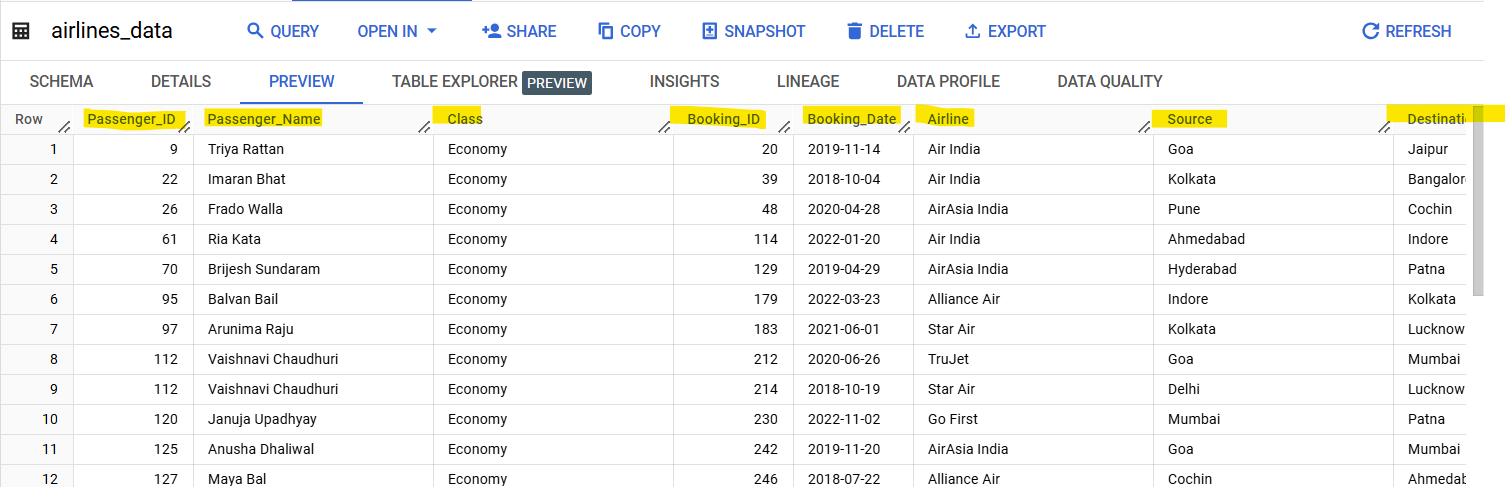 airlines_data QUERY OPEN IN SHARE COPY SNAPSHOT DELETE EXPORT REFRESH
SCHEMA DETAILS PREVIEW TABLE EXPLORER PREVIEW INSIGHTS LINEAGE DATA PROFILE DATA QUALITY
Row Passenger_ID Passenger_Name Class Booking_ID Booking_Date Airline Source Destinati
1 9 Triya Rattan Economy 20 2019-11-14 Air India Goa Jaipur
2 22 Imaran Bhat Economy 39 2018-10-04 Air India Kolkata Bangalor
3 26 Frado Walla Economy 48 2020-04-28 AirAsia India Pune Cochin
4 61 Ria Kata Economy 114 2022-01-20 Air India Ahmedabad Indore
5 70 Brijesh Sundaram Economy 129 2019-04-29 AirAsia India Hyderabad Patna
6 95 Balvan Bail Economy 179 2022-03-23 Alliance Air Indore Kolkata
7 97 Arunima Raju Economy 183 2021-06-01 Star Air Kolkata Lucknow
8 112 Vaishnavi Chaudhuri Economy 212 2020-06-26 TruJet Goa Mumbai
9 112 Vaishnavi Chaudhuri Economy 214 2018-10-19 Star Air Delhi Lucknow
10 120 Januja Upadhyay Economy 230 2022-11-02 Go First Mumbai Patna
11 125 Anusha Dhaliwal Economy 242 2019-11-20 AirAsia India Goa Mumbai
12 127 Maya Bal Economy 246 2018-07-22 Alliance Air Cochin Ahmedab